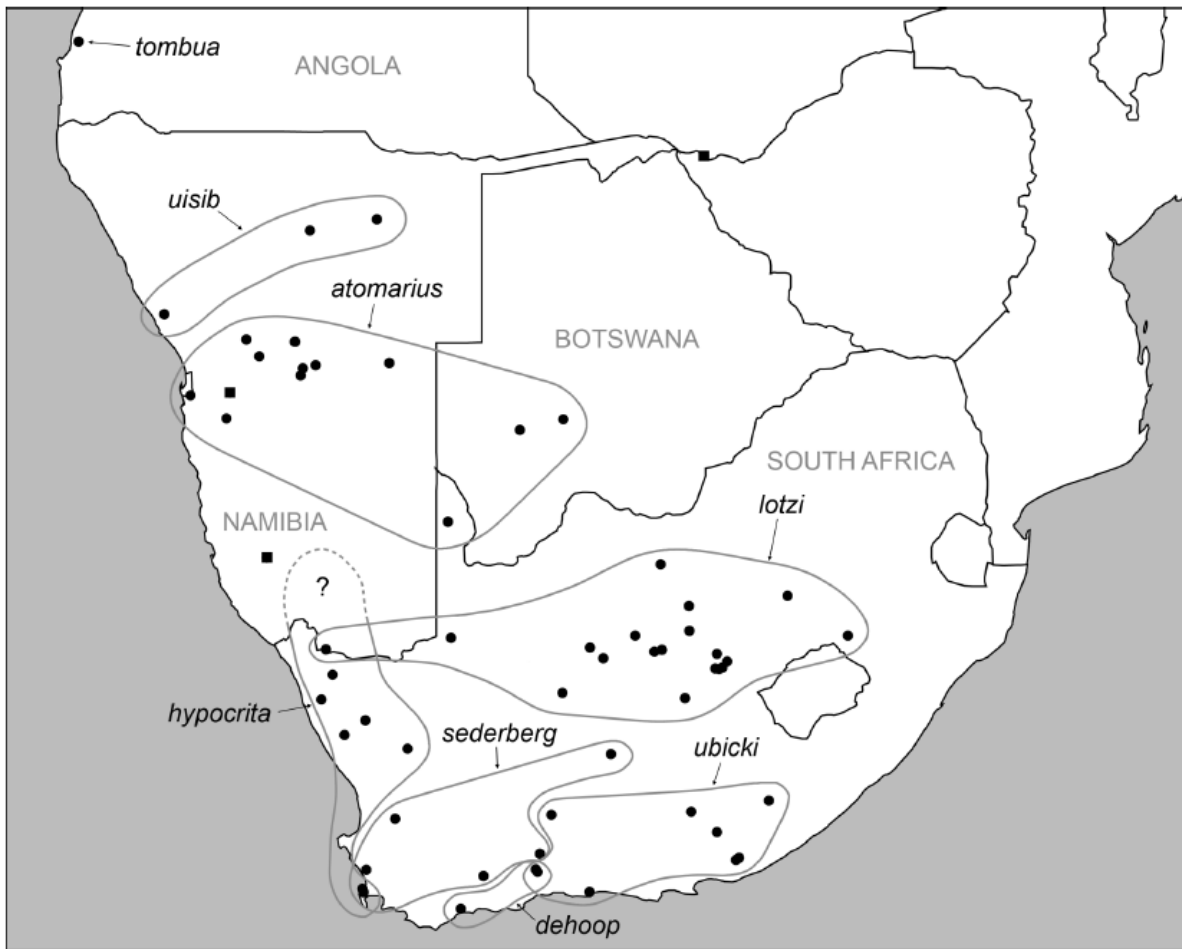 tombua
ANGOLA
uisib
atomarius
BOTSWANA
SOUTH AFRICA
lotzi
NAMIBIA
?
hypocrita
sederberg
ubicki
dehoop